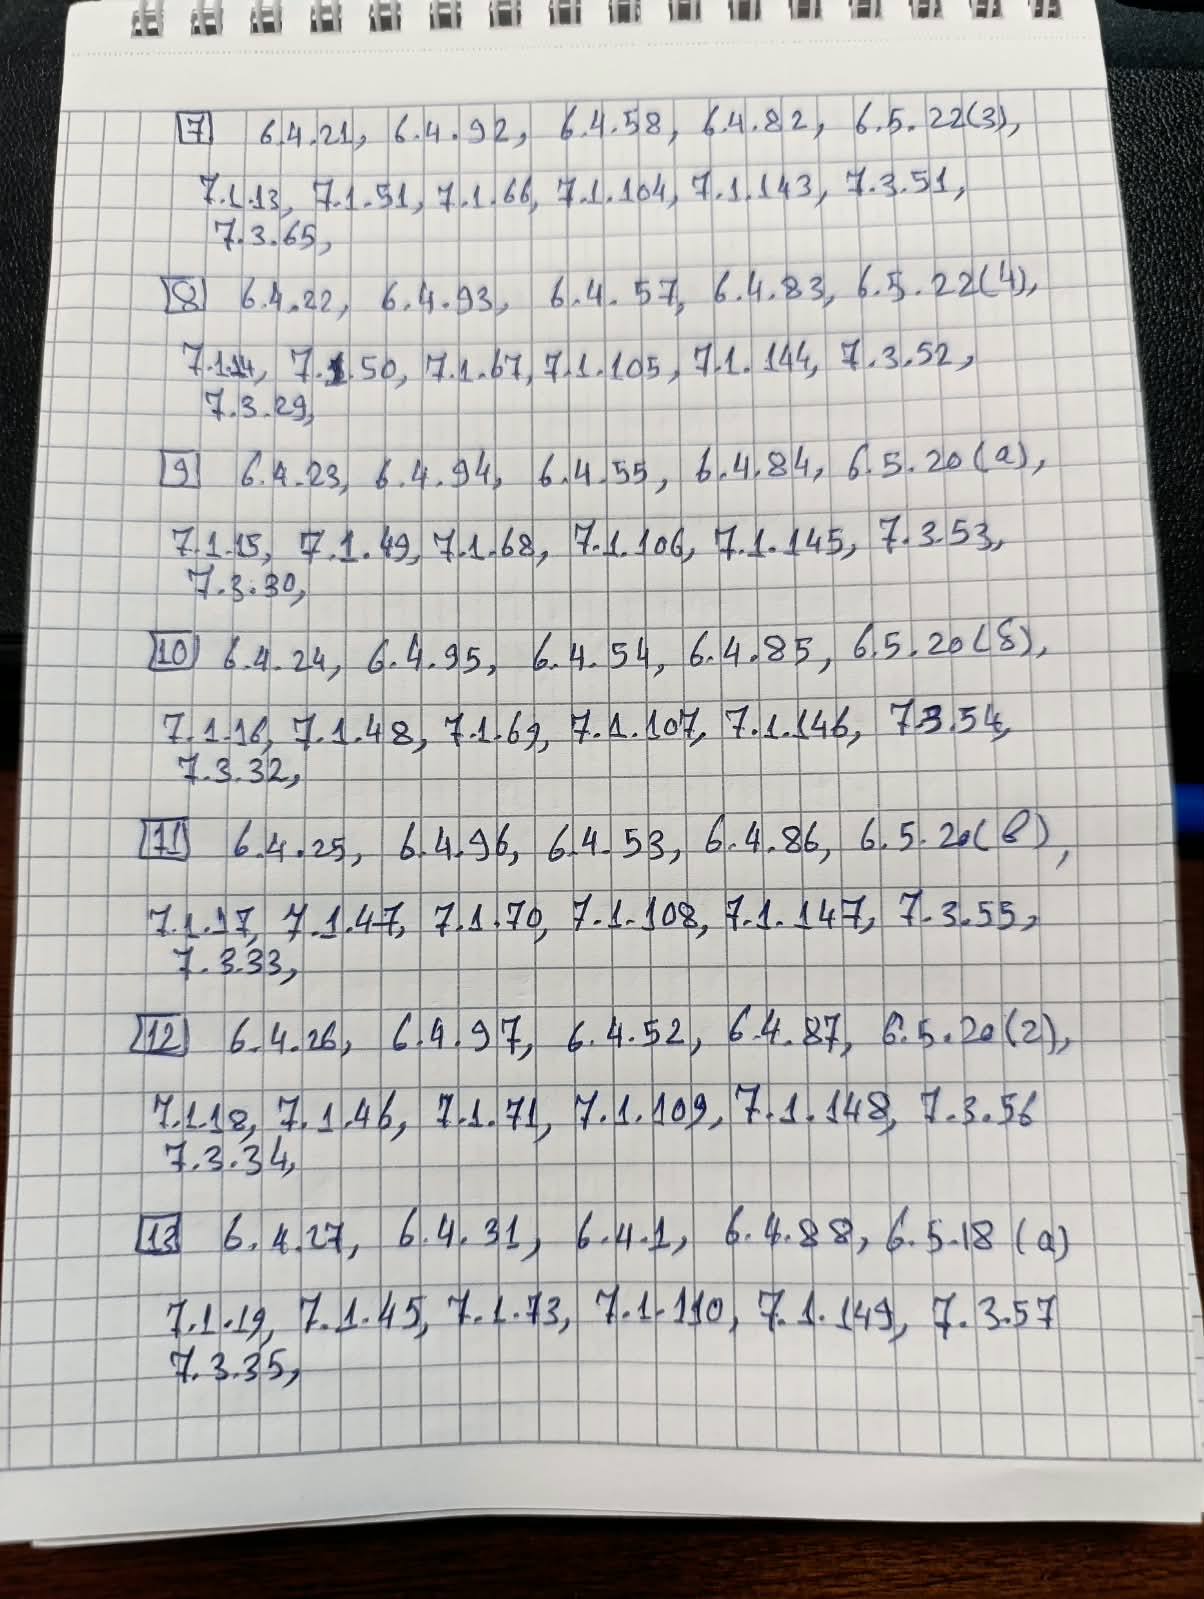 7 6.4.21, 6.4.92, 6.4.58, 6.4.82, 6.5.22(3),
7.1.13, 7.1.51, 7.1.66, 7.1.104, 7.1.143, 7.3.51,
7.3.65,
8 6.4.22, 6.4.93, 6.4.57, 6.4.83, 6.5.22(4),
7.1.14, 7.1.50, 7.1.67, 7.1.105, 7.1.144, 7.3.52,
7.3.29,
9 6.4.23, 6.4.94, 6.4.55, 6.4.84, 6.5.20(а),
7.1.15, 7.1.49, 7.1.68, 7.1.106, 7.1.145, 7.3.53,
7.3.30,
10 6.4.24, 6.4.95, 6.4.54, 6.4.85, 6.5.20(б),
7.1.16, 7.1.48, 7.1.69, 7.1.107, 7.1.146, 7.3.54,
7.3.32,
11 6.4.25, 6.4.96, 6.4.53, 6.4.86, 6.5.20(в),
7.1.17, 7.1.47, 7.1.70, 7.1.108, 7.1.147, 7.3.55,
7.3.33,
12 6.4.26, 6.4.97, 6.4.52, 6.4.87, 6.5.20(г),
7.1.18, 7.1.46, 7.1.71, 7.1.109, 7.1.148, 7.3.56
7.3.34,
13 6.4.27, 6.4.31, 6.4.1, 6.4.88, 6.5.18 (а)
7.1.19, 7.1.45, 7.1.73, 7.1.110, 7.1.149, 7.3.57
7.3.35,